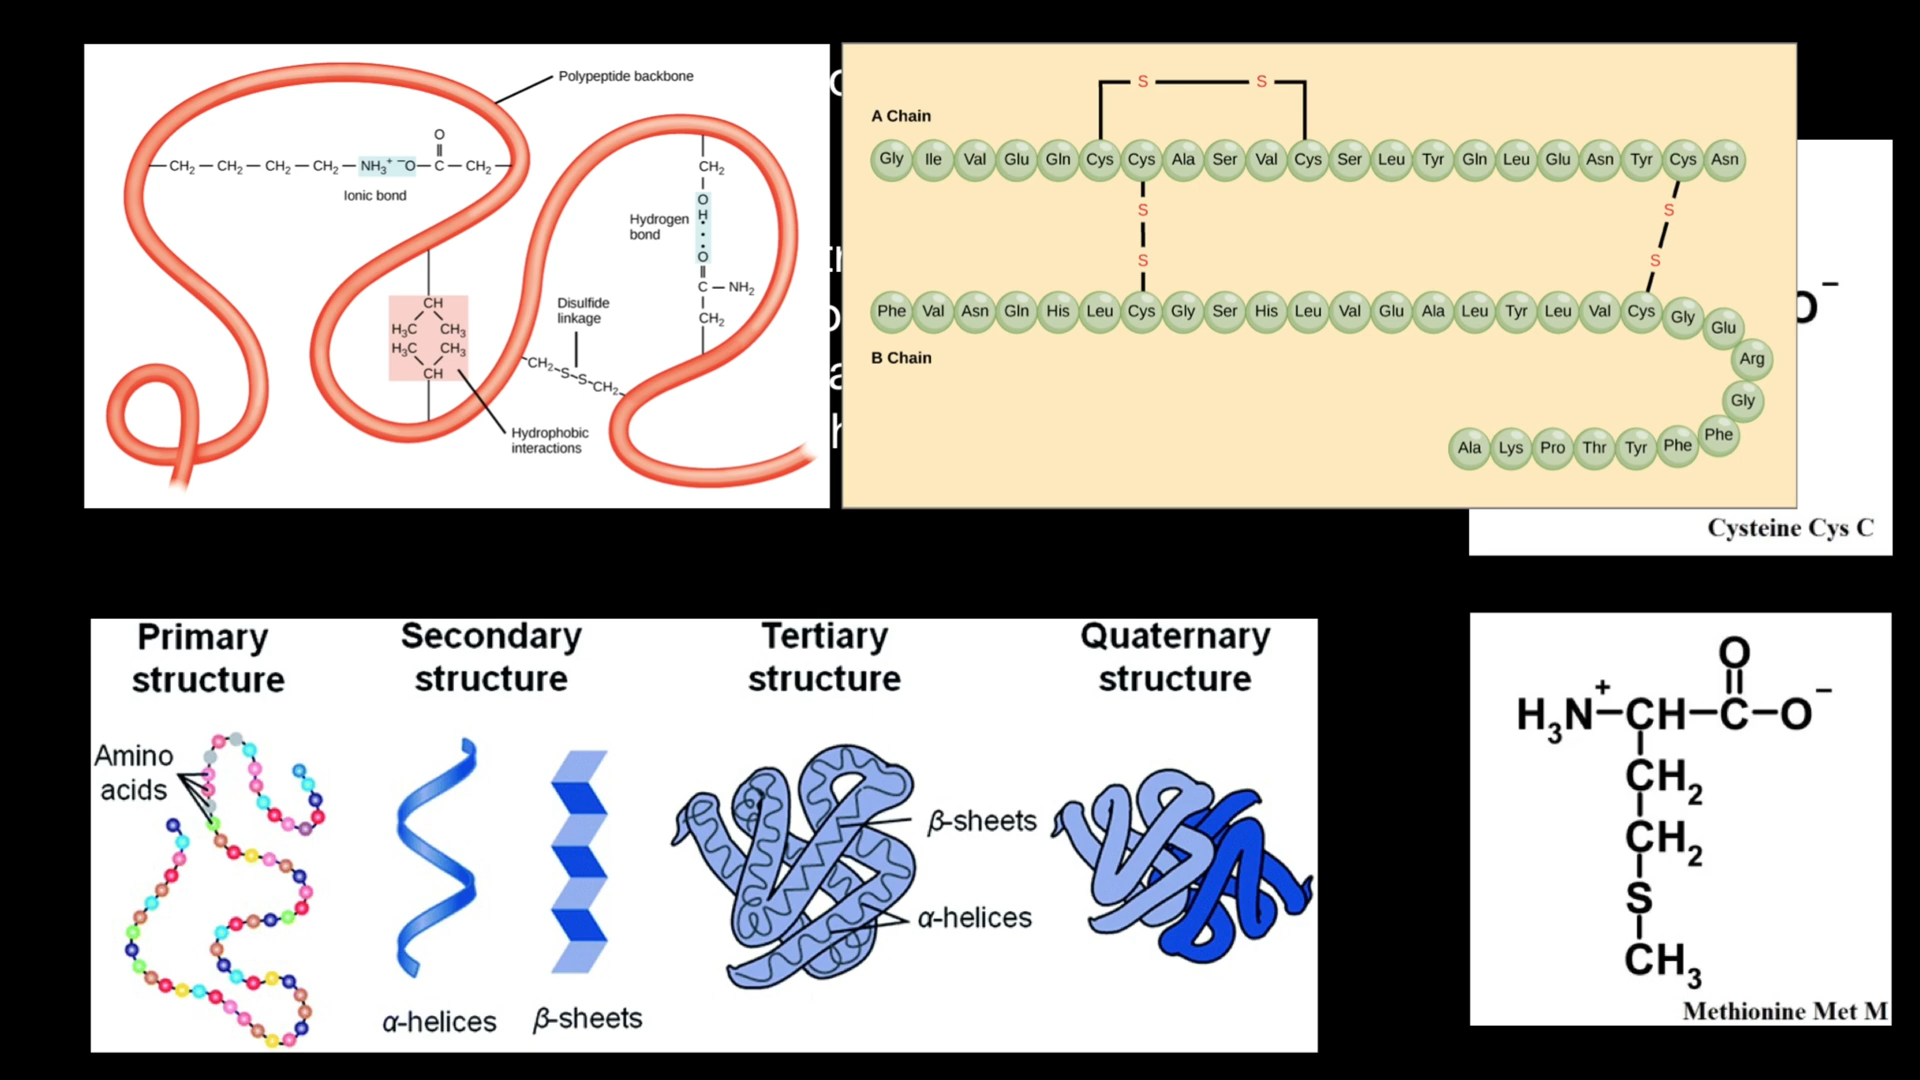 Polypeptide backbone
O
CH₂ CH₂ CH₂ CH₂ NH₃⁺ ⁻O C CH₂
Ionic bond
CH₂
O
H
Hydrogen
bond
O
C NH₂
CH₂
CH
H₃C CH₃
H₃C CH₃
CH
Disulfide
linkage
CH₂ S S CH₂
Hydrophobic
interactions
S S
A Chain
Gly Ile Val Glu Gln Cys Cys Ala Ser Val Cys Ser Leu Tyr Gln Leu Glu Asn Tyr Cys Asn
S S
S S
Phe Val Asn Gln His Leu Cys Gly Ser His Leu Val Glu Ala Leu Tyr Leu Val Cys Gly Glu
B Chain
Arg
Gly
Ala Lys Pro Thr Tyr Phe Phe
O⁻
Cysteine Cys C
Primary
structure
Amino
acids
Secondary
structure
α-helices β-sheets
Tertiary
structure
β-sheets
α-helices
Quaternary
structure
O
H₃N⁺ CH C O⁻
CH₂
CH₂
S
CH₃
Methionine Met M